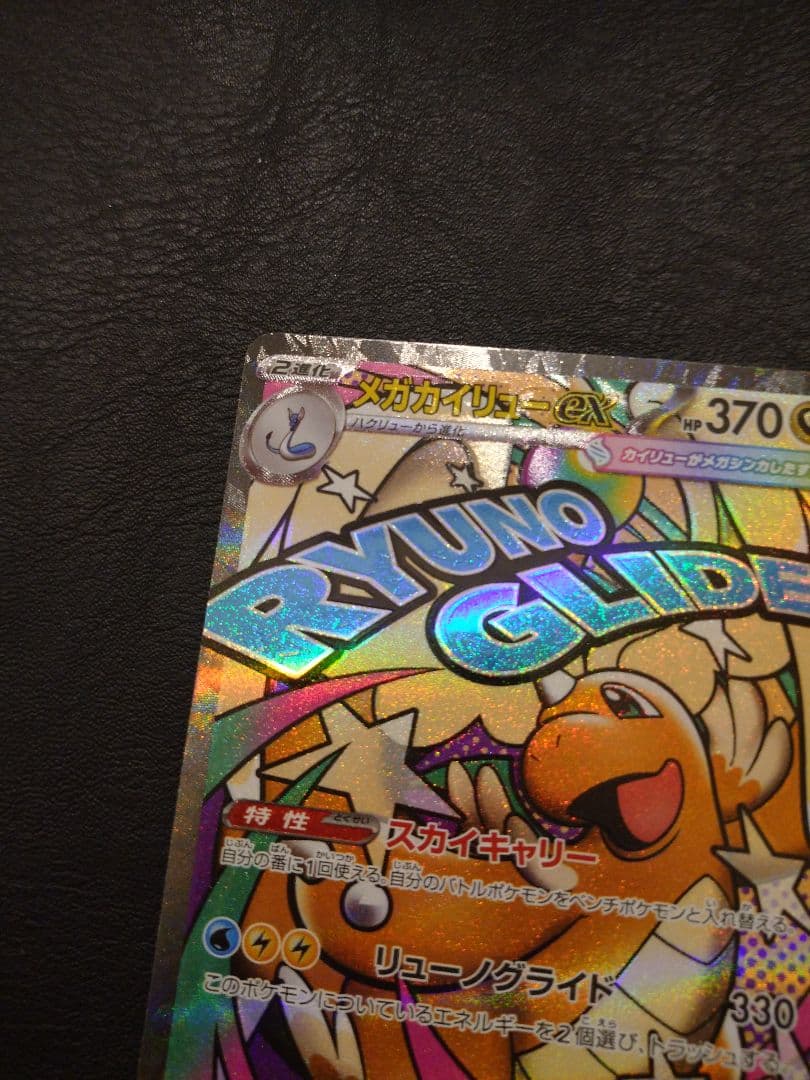 2進化
メガカイリューex
HP 370
ハクリューから進化
カイリューがメガシンカしたす
RYUNO
GLIDE
特性 とくせい スカイキャリー
自分の番に1回使える。自分のバトルポケモンをベンチポケモンと入れ替える
リューノグライド 330
このポケモンについているエネルギーを2個選び、トラッシュする。